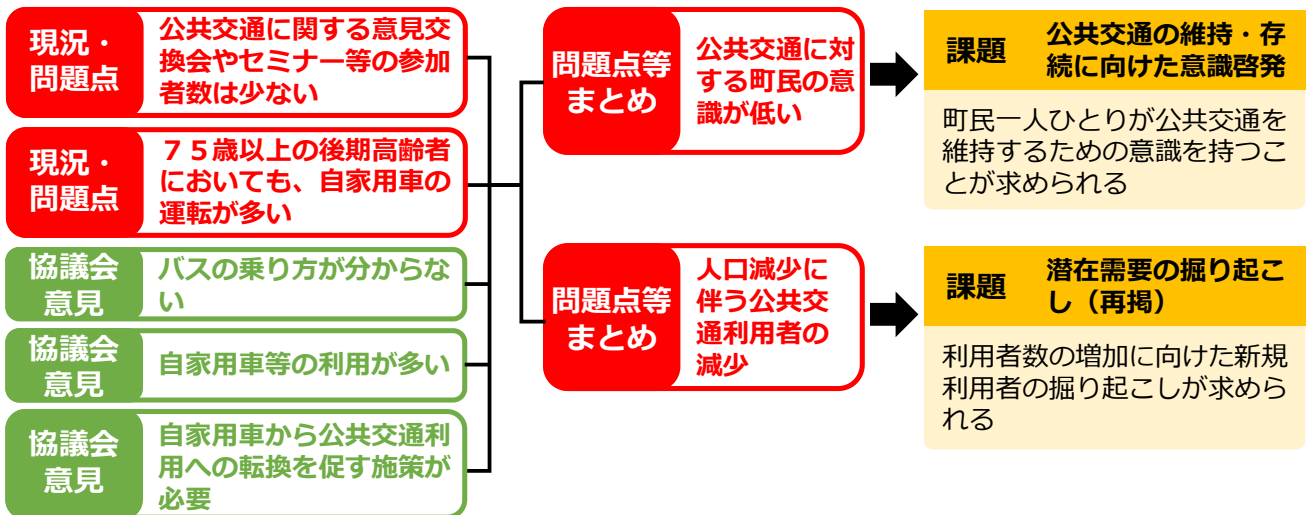 現況・
問題点
公共交通に関する意見交
換会やセミナー等の参加
者数は少ない
現況・
問題点
７５歳以上の後期高齢者
においても、自家用車の
運転が多い
協議会
意見
バスの乗り方が分からな
い
協議会
意見
自家用車等の利用が多い
協議会
意見
自家用車から公共交通利
用への転換を促す施策が
必要
問題点等
まとめ
公共交通に対
する町民の意
識が低い
問題点等
まとめ
人口減少に
伴う公共交
通利用者の
減少
課題
公共交通の維持・存
続に向けた意識啓発
町民一人ひとりが公共交通を
維持するための意識を持つこ
とが求められる
課題
潜在需要の掘り起こ
し（再掲）
利用者数の増加に向けた新規
利用者の掘り起こしが求めら
れる